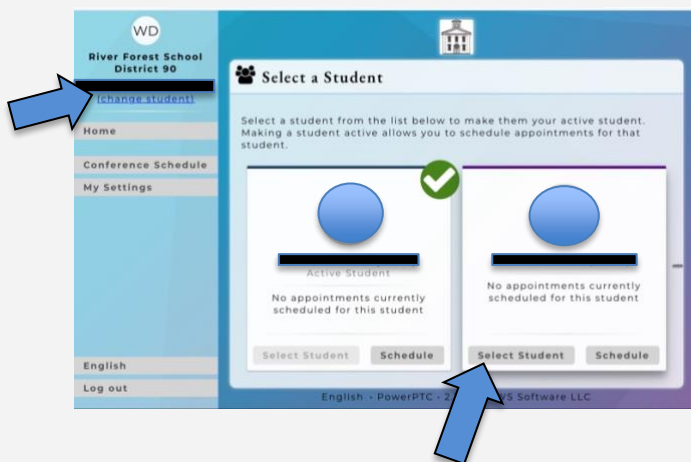 WD
River Forest School
District 90
(change student)
Home
Conference Schedule
My Settings
English
Log out
Select a Student
Select a student from the list below to make them your active student.
Making a student active allows you to schedule appointments for that
student.
Active Student
No appointments currently
scheduled for this student
Select Student
Schedule
No appointments currently
scheduled for this student
Select Student
Schedule
English • PowerPTC • 2 Software LLC